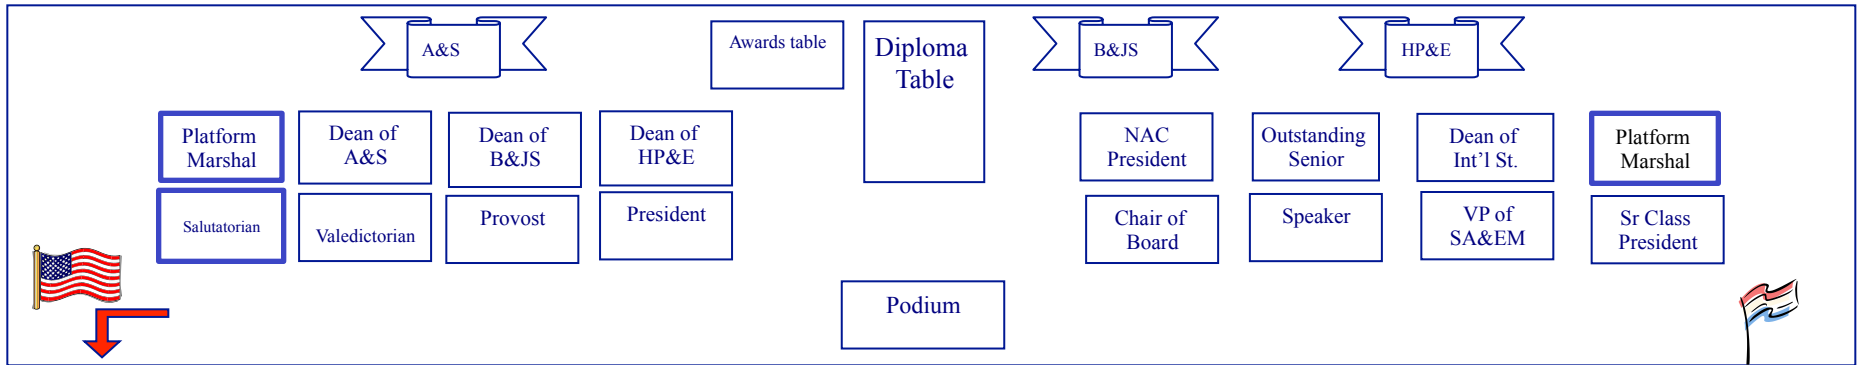 A&S
Awards table
Diploma
Table
B&JS
HP&E
Platform
Marshal
Dean of
A&S
Dean of
B&JS
Dean of
HP&E
NAC
President
Outstanding
Senior
Dean of
Int'l St.
Platform
Marshal
Salutatorian
Valedictorian
Provost
President
Chair of
Board
Speaker
VP of
SA&EM
Sr Class
President
Podium